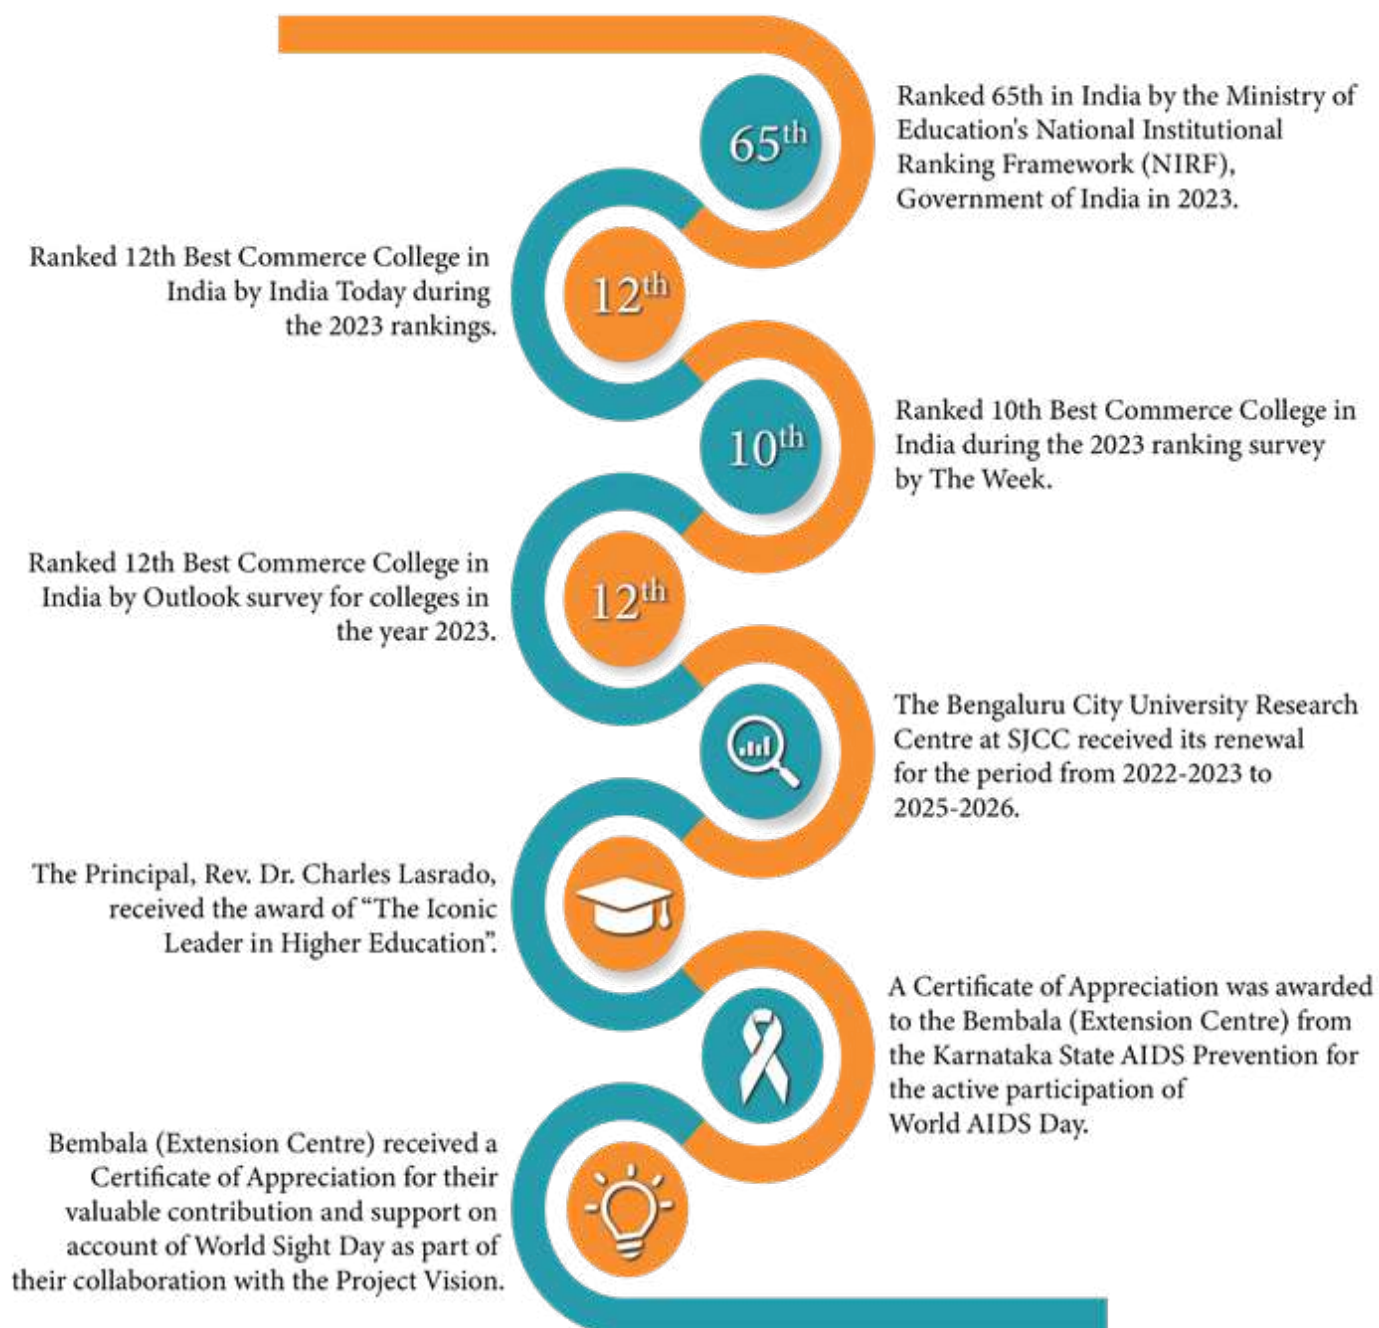 65th
Ranked 65th in India by the Ministry of
Education's National Institutional
Ranking Framework (NIRF),
Government of India in 2023.
Ranked 12th Best Commerce College in
India by India Today during
the 2023 rankings.
12th
10th
Ranked 10th Best Commerce College in
India during the 2023 ranking survey
by The Week.
Ranked 12th Best Commerce College in
India by Outlook survey for colleges in
the year 2023.
12th
The Bengaluru City University Research
Centre at SJCC received its renewal
for the period from 2022-2023 to
2025-2026.
The Principal, Rev. Dr. Charles Lasrado,
received the award of “The Iconic
Leader in Higher Education”.
A Certificate of Appreciation was awarded
to the Bembala (Extension Centre) from
the Karnataka State AIDS Prevention for
the active participation of
World AIDS Day.
Bembala (Extension Centre) received a
Certificate of Appreciation for their
valuable contribution and support on
account of World Sight Day as part of
their collaboration with the Project Vision.